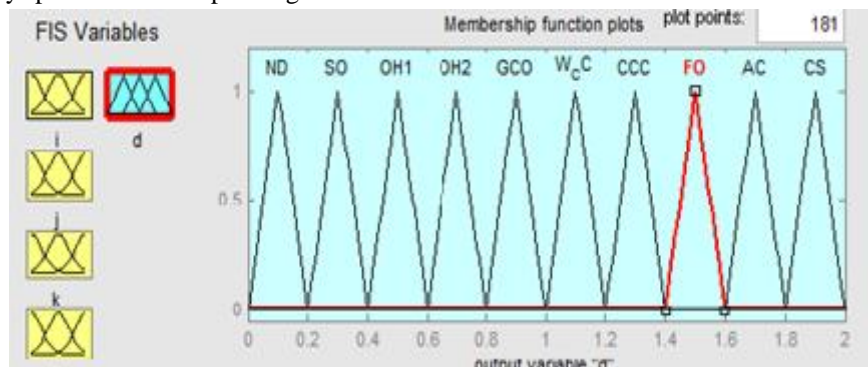 FIS Variables
Membership function plots
plot points:
181
ND SO OH1 OH2 GCO WCC CCC FO AC CS
1
0.5
0
0 0.2 0.4 0.6 0.8 1 1.2 1.4 1.6 1.8 2
output variable "d"
i
d
j
k